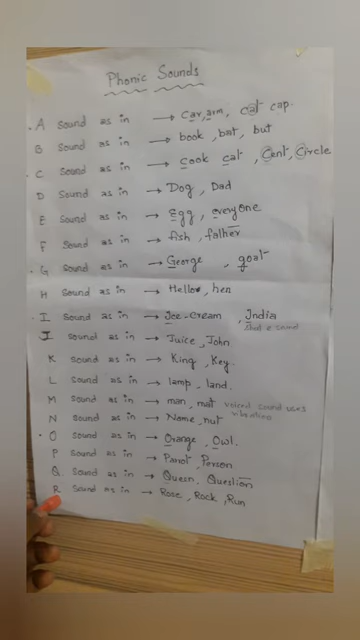 Phonic Sounds
A Sound as in → Car, arm, cat cap.
B Sound as in → book, bat, but
C Sound as in → Cook cat, Cent, Circle
D Sound as in → Dog, Dad
E Sound as in → Egg, everyone
F Sound as in → fish, father
G Sound as in → George, goat
H Sound as in → Hello, hen
I Sound as in → Ice-Cream, India
sound
J Sound as in → Juice, John
K Sound as in → King, Key.
L Sound as in → lamp, land.
M Sound as in → man, mat sound uses
N Sound as in → Name, nut vibration
O Sound as in → Orange, Owl.
P Sound as in → Parrot, Person
Q Sound as in → Queen, Question
R Sound as in → Rose, Rock, Run